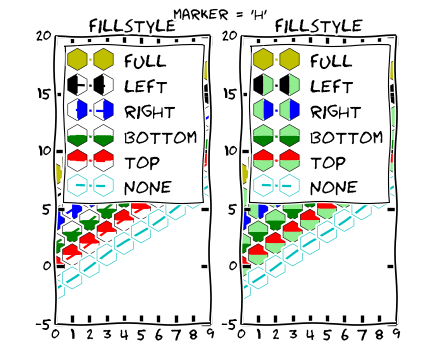 MARKER = 'H'
FILLSTYLE FILLSTYLE
20 20
FULL FULL
LEFT LEFT
15 15
RIGHT RIGHT
BOTTOM BOTTOM
10 10
TOP TOP
NONE NONE
5 5
0 0
-5 -5
0 1 2 3 4 5 6 7 8 9 0 1 2 3 4 5 6 7 8 9